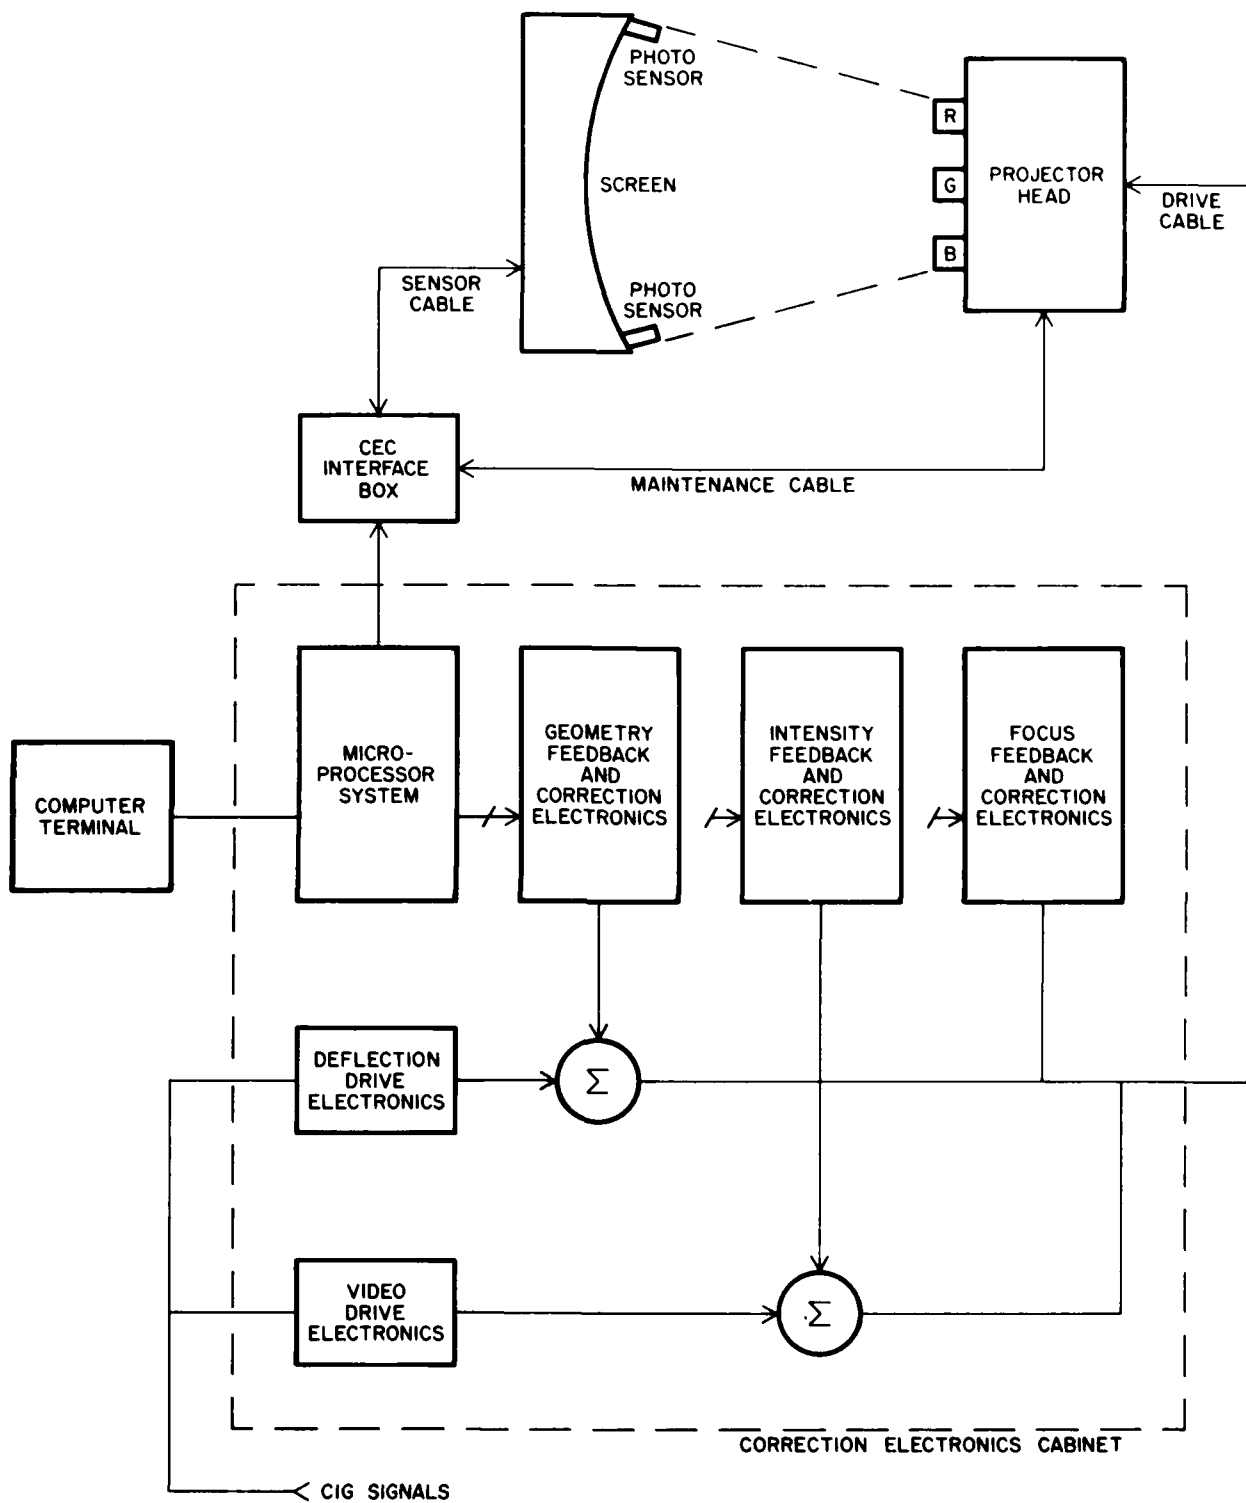 PHOTO
SENSOR
R
G
B
PROJECTOR
HEAD
SCREEN
DRIVE
CABLE
SENSOR
CABLE
PHOTO
SENSOR
CEC
INTERFACE
BOX
MAINTENANCE CABLE
COMPUTER
TERMINAL
MICRO-
PROCESSOR
SYSTEM
GEOMETRY
FEEDBACK
AND
CORRECTION
ELECTRONICS
INTENSITY
FEEDBACK
AND
CORRECTION
ELECTRONICS
FOCUS
FEEDBACK
AND
CORRECTION
ELECTRONICS
DEFLECTION
DRIVE
ELECTRONICS
Σ
VIDEO
DRIVE
ELECTRONICS
Σ
CORRECTION ELECTRONICS CABINET
CIG SIGNALS